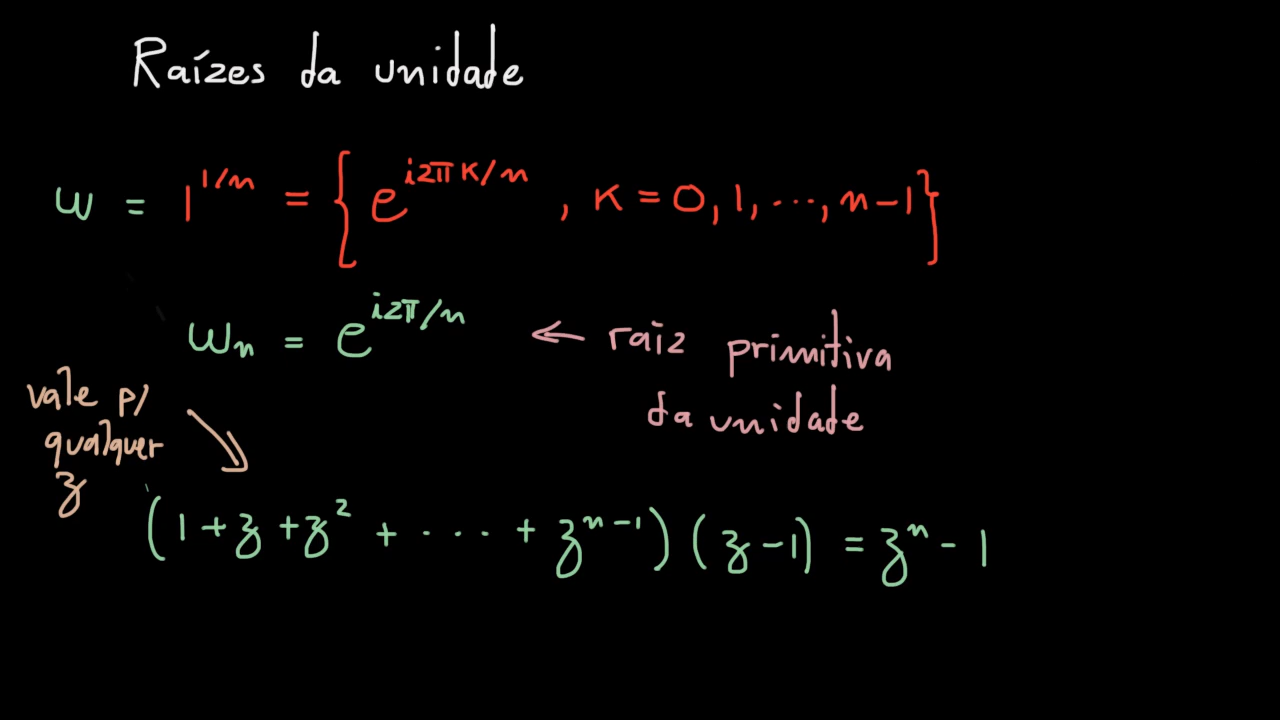 Raízes da unidade
w = 1^{1/n} = { e^{i2πk/n} , k = 0, 1, ..., n-1 }
w_n = e^{i2π/n} ← raiz primitiva
da unidade
vale p/
qualquer
z
(1 + z + z^2 + .... + z^{n-1}) (z - 1) = z^n - 1